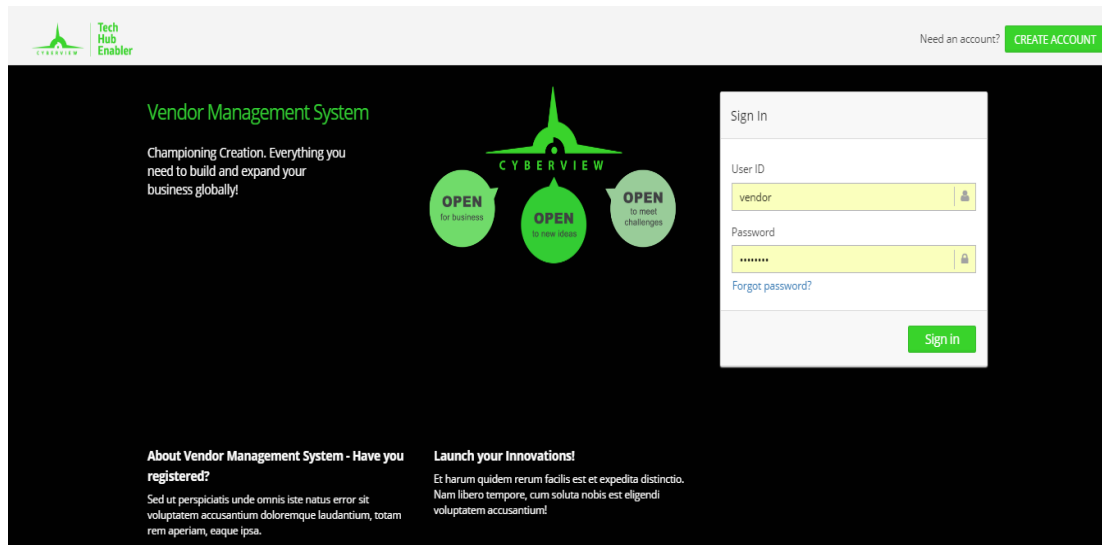 Tech
Hub
Enabler
CYBERVIEW
Need an account?
CREATE ACCOUNT
Vendor Management System
Championing Creation. Everything you
need to build and expand your
business globally!
CYBERVIEW
OPEN
for business
OPEN
to new ideas
OPEN
to meet
challenges
Sign In
User ID
vendor
Password
••••••••
Forgot password?
Sign in
About Vendor Management System - Have you
registered?
Sed ut perspiciatis unde omnis iste natus error sit
voluptatem accusantium doloremque laudantium, totam
rem aperiam, eaque ipsa.
Launch your Innovations!
Et harum quidem rerum facilis est et expedita distinctio.
Nam libero tempore, cum soluta nobis est eligendi
voluptatem accusantium!